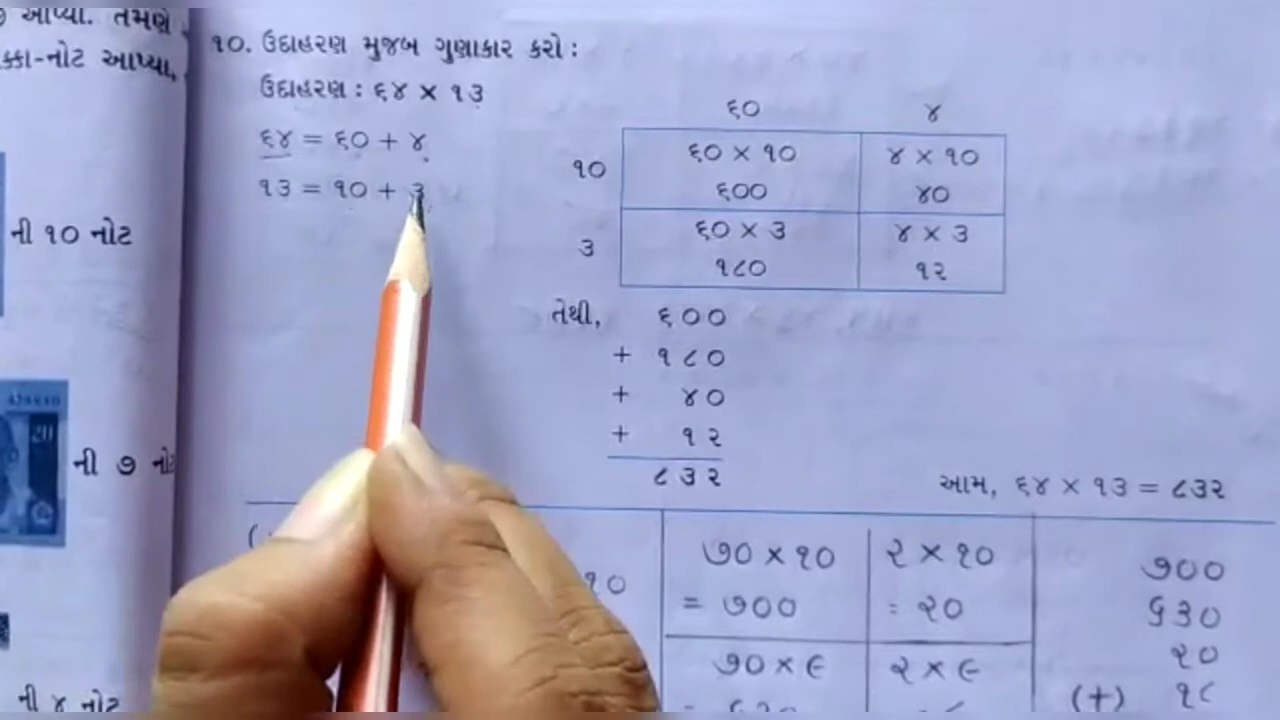 આપ્યા. તમણે
ક્કા-નોટ આપ્યા.
ની ૧૦ નોટ
ની ૭ નોટ
ની ૪ નોટ
૧૦. ઉદાહરણ મુજબ ગુણાકાર કરો :
ઉદાહરણ : ૬૪ × ૧૩
૬૪ = ૬૦ + ૪
૧૩ = ૧૦ + ૩
૬૦ ૪
૧૦ ૬૦ × ૧૦ ૪ × ૧૦
૬૦૦ ૪૦
૩ ૬૦ × ૩ ૪ × ૩
૧૮૦ ૧૨
તેથી, ૬૦૦
+ ૧૮૦
+ ૪૦
+ ૧૨
૮૩૨
આમ, ૬૪ × ૧૩ = ૮૩૨
૧૦ ૭૦ × ૧૦ ૨ × ૧૦ ૭૦૦
= ૭૦૦ = ૨૦ ૬૩૦
૭૦ × ૯ ૨ × ૯ ૨૦
(+) ૧૮